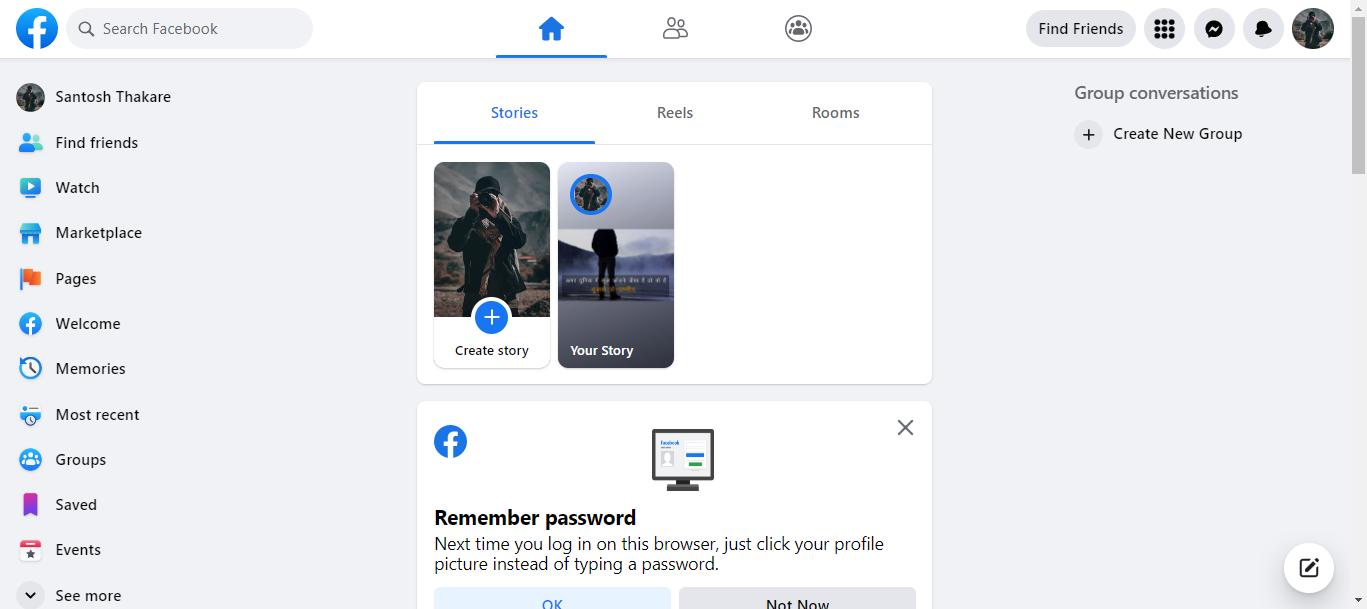 Search Facebook
Find Friends
Santosh Thakare
Find friends
Watch
Marketplace
Pages
Welcome
Memories
Most recent
Groups
Saved
Events
See more
Stories
Reels
Rooms
Create story
Your Story
facebook
Remember password
Next time you log in on this browser, just click your profile
picture instead of typing a password.
OK
Not Now
Group conversations
Create New Group